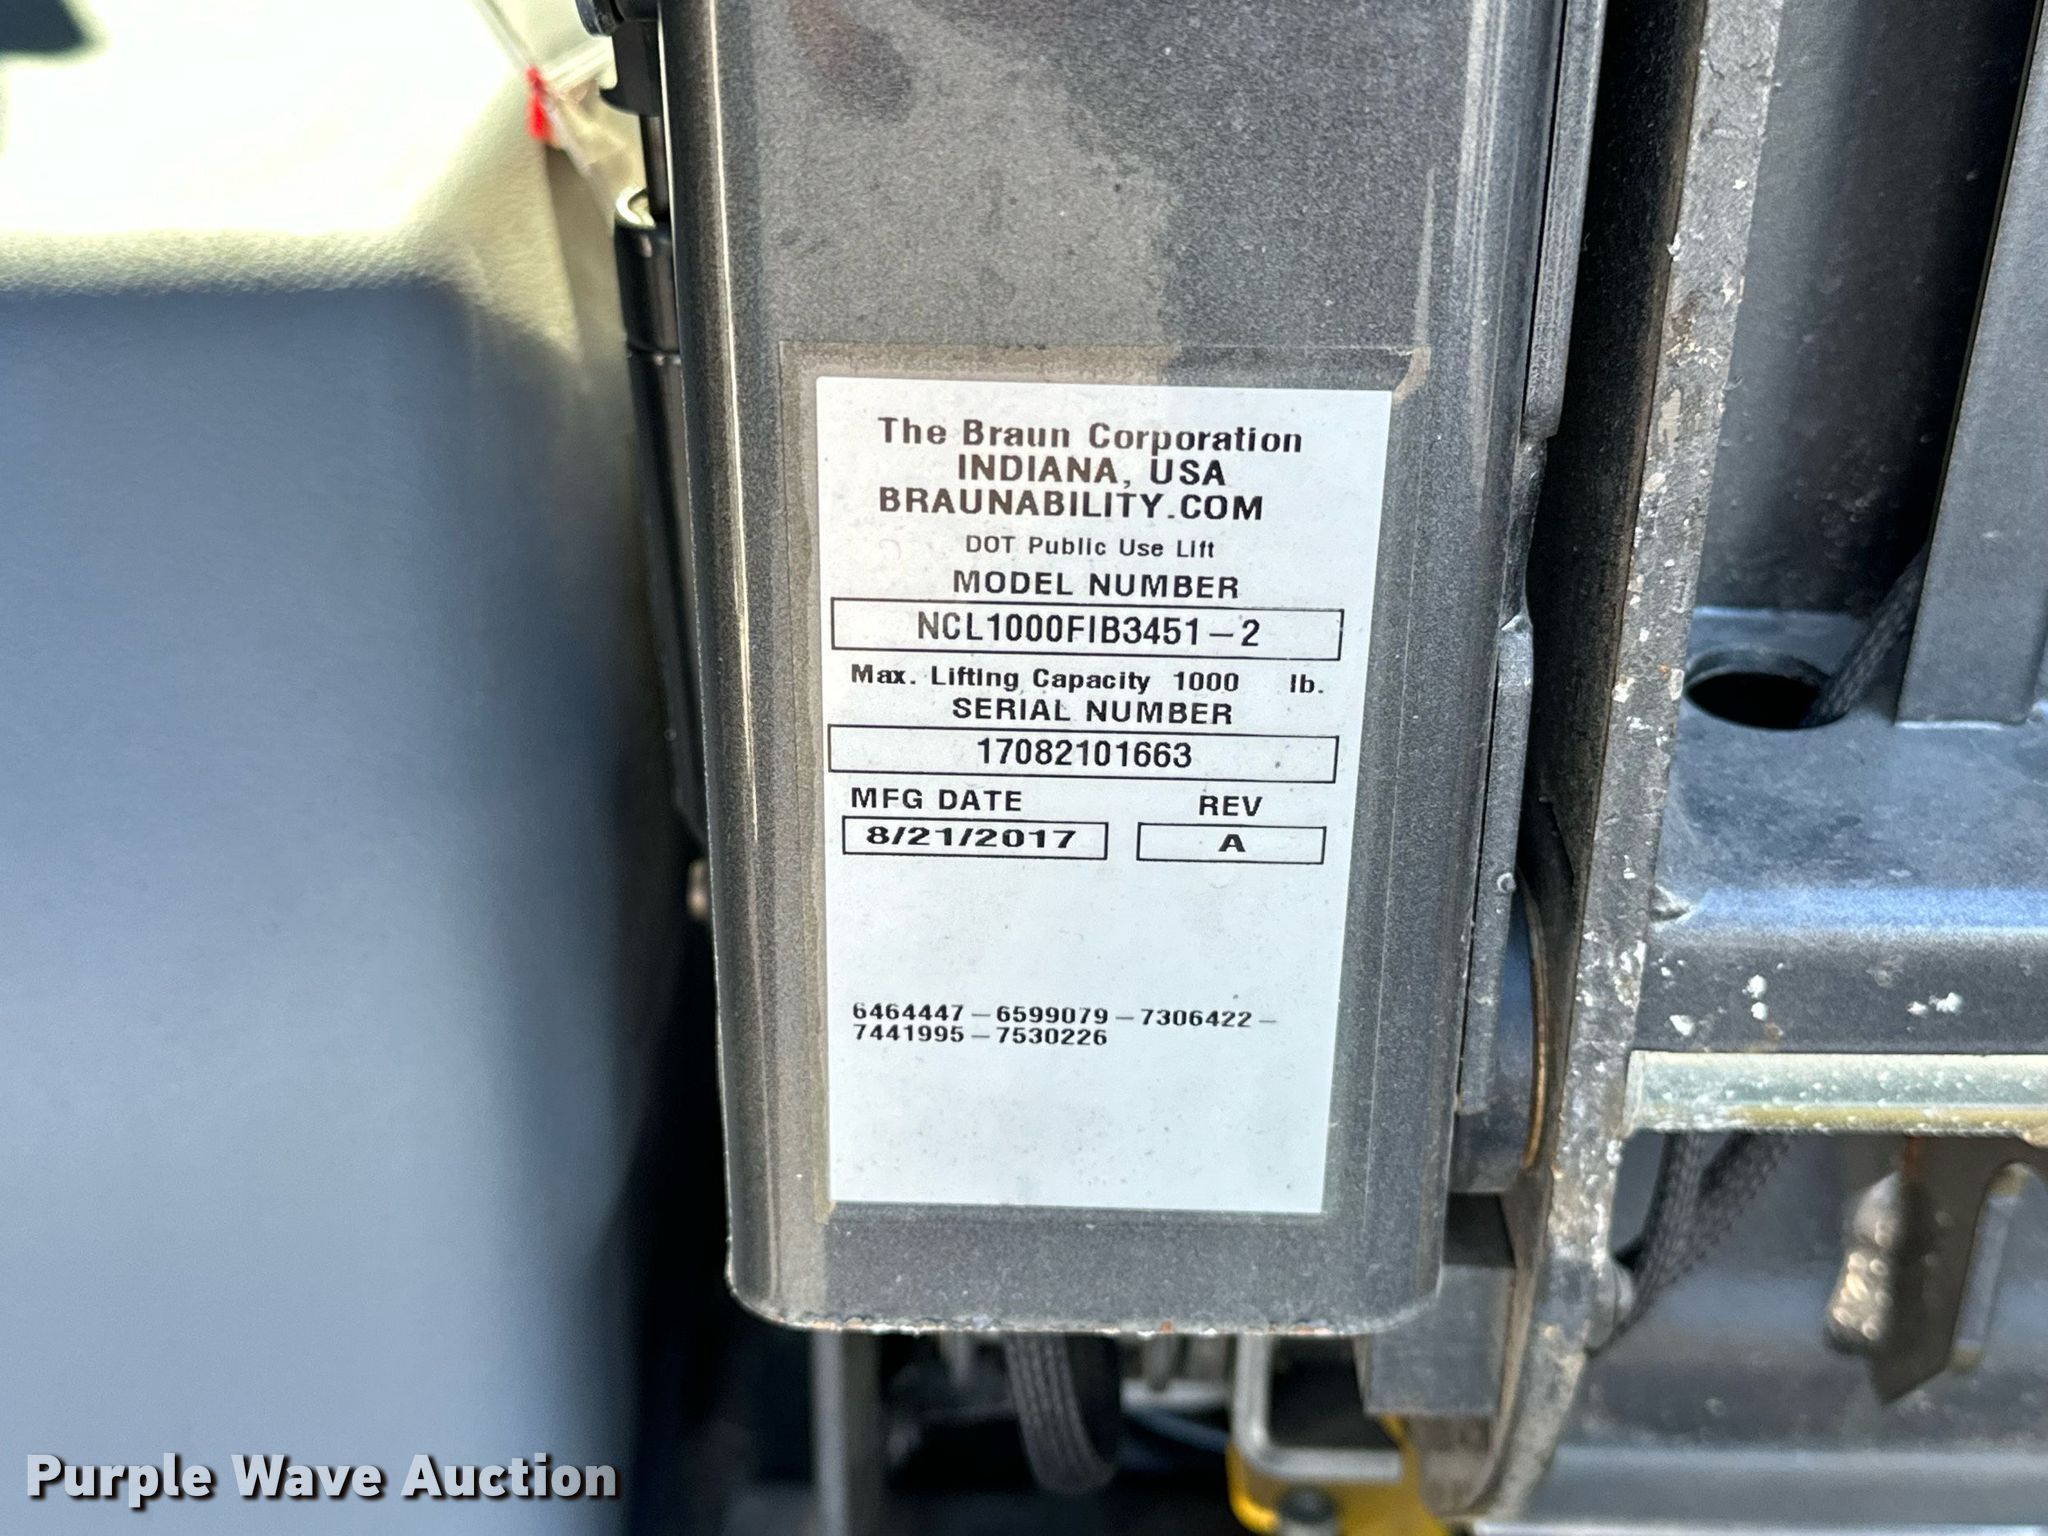 The Braun Corporation
INDIANA, USA
BRAUNABILITY.COM
DOT Public Use Lift
MODEL NUMBER
NCL1000FIB3451-2
Max. Lifting Capacity 1000 lb.
SERIAL NUMBER
17082101663
MFG DATE REV
8/21/2017 A
6464447-6599079-7306422-
7441995-7530226
Purple Wave Auction